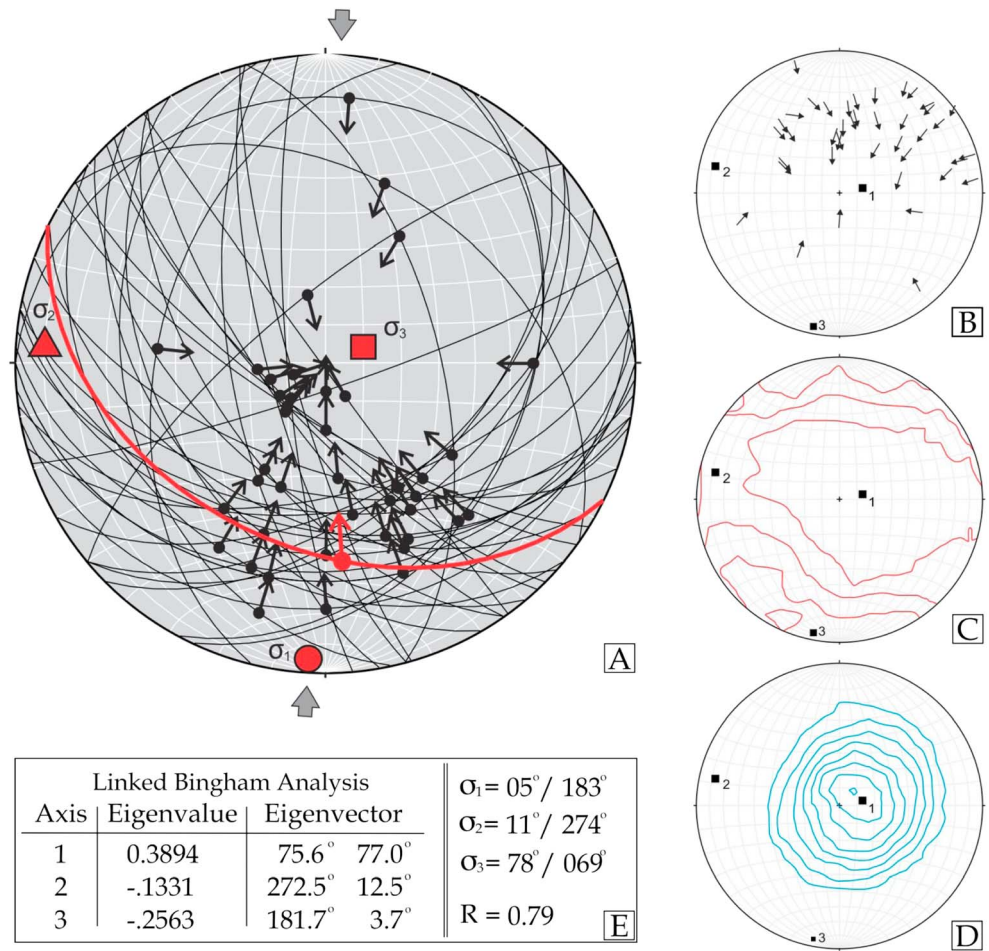 σ2
σ3
σ1
A
2
1
3
B
2
1
3
C
2
1
3
D
Linked Bingham Analysis
Axis Eigenvalue Eigenvector
1 0.3894 75.6° 77.0°
2 -.1331 272.5° 12.5°
3 -.2563 181.7° 3.7°
σ1= 05°/ 183°
σ2= 11°/ 274°
σ3= 78°/ 069°
R = 0.79
E